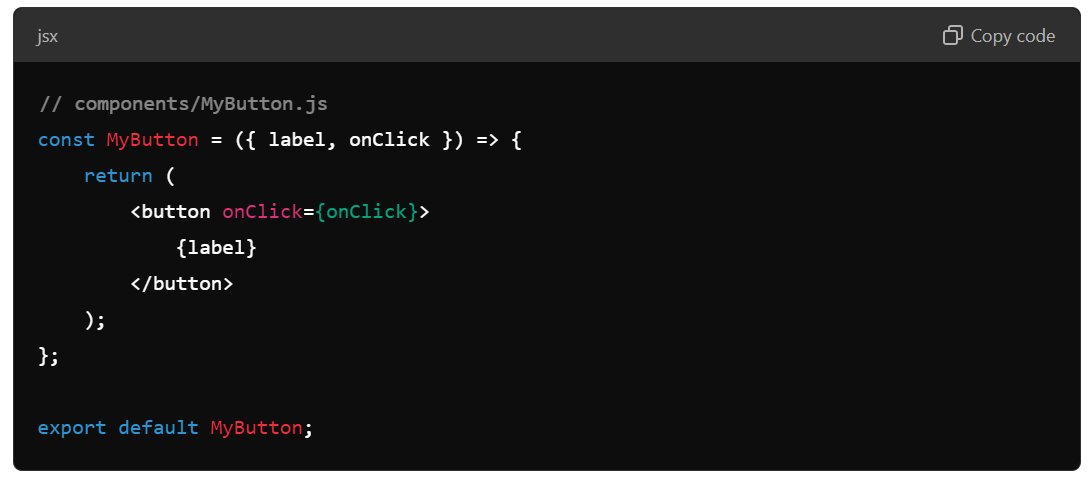 jsx
Copy code
// components/MyButton.js
const MyButton = ({ label, onClick }) => {
    return (
        <button onClick={onClick}>
            {label}
        </button>
    );
};

export default MyButton;